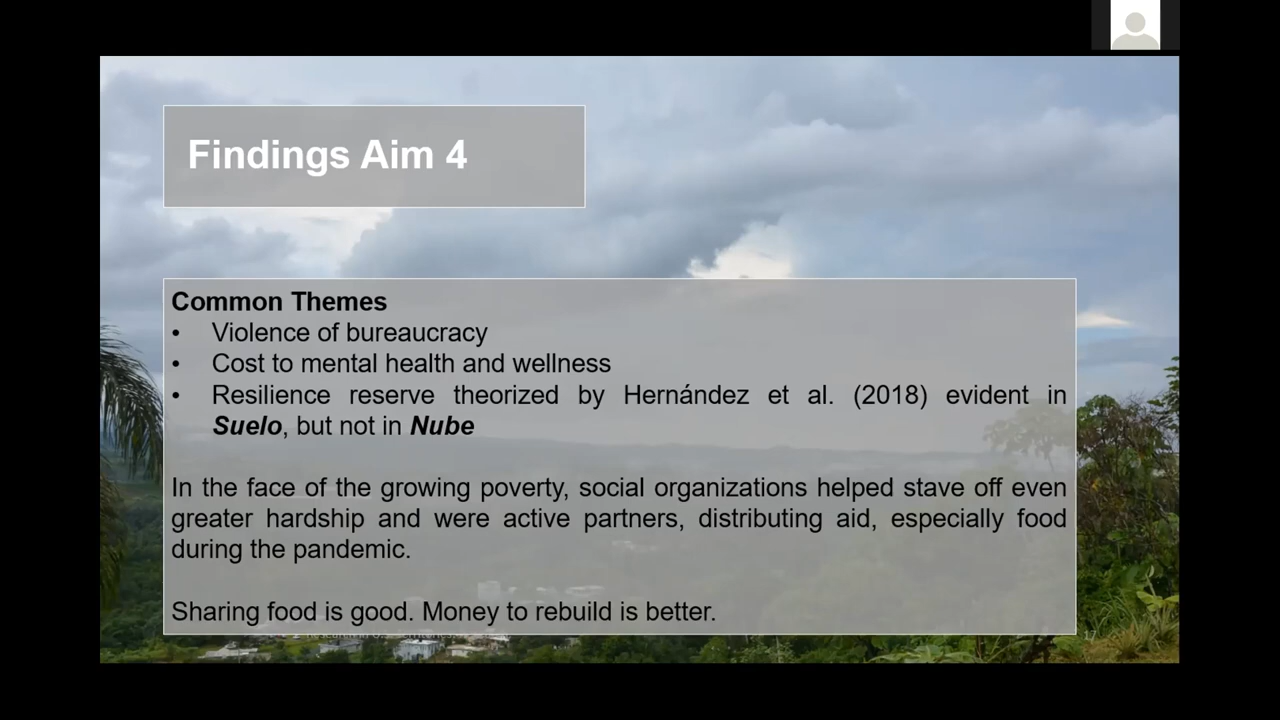 Findings Aim 4
Common Themes
• Violence of bureaucracy
• Cost to mental health and wellness
• Resilience reserve theorized by Hernández et al. (2018) evident in
Suelo, but not in Nube
In the face of the growing poverty, social organizations helped stave off even
greater hardship and were active partners, distributing aid, especially food
during the pandemic.
Sharing food is good. Money to rebuild is better.
17